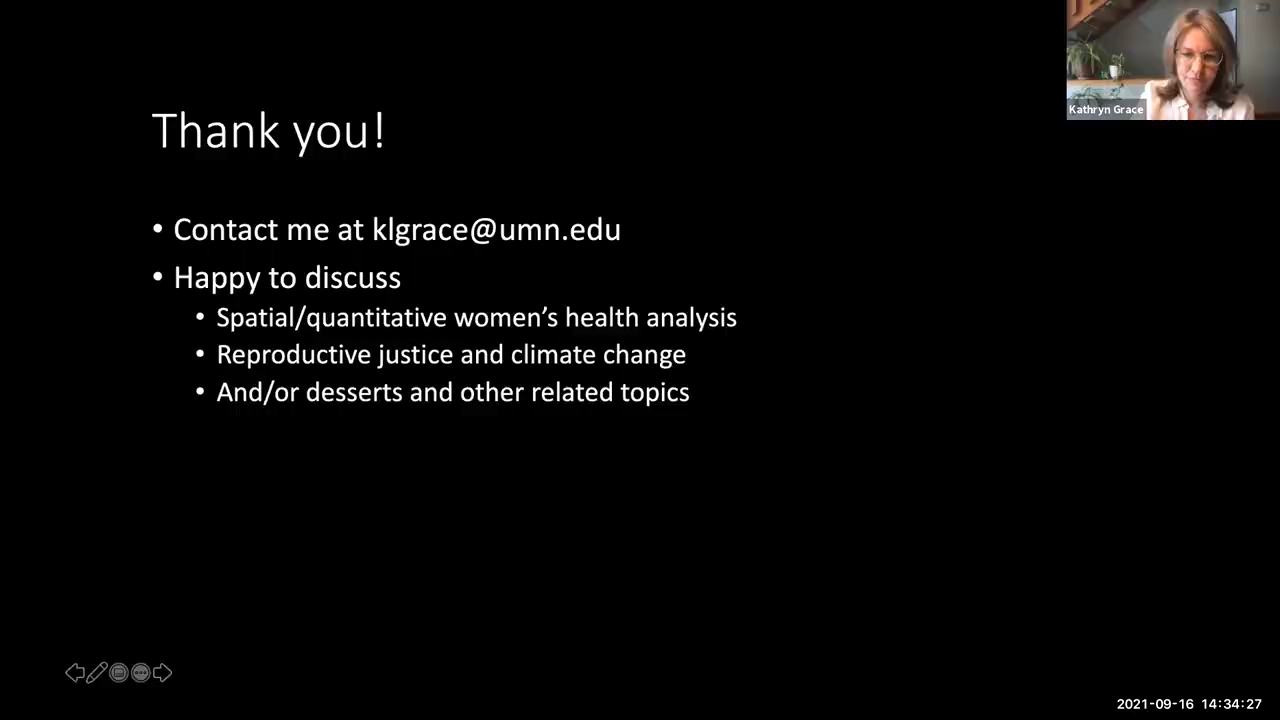 Kathryn Grace
Thank you!
• Contact me at klgrace@umn.edu
• Happy to discuss
• Spatial/quantitative women’s health analysis
• Reproductive justice and climate change
• And/or desserts and other related topics
2021-09-16 14:34:27